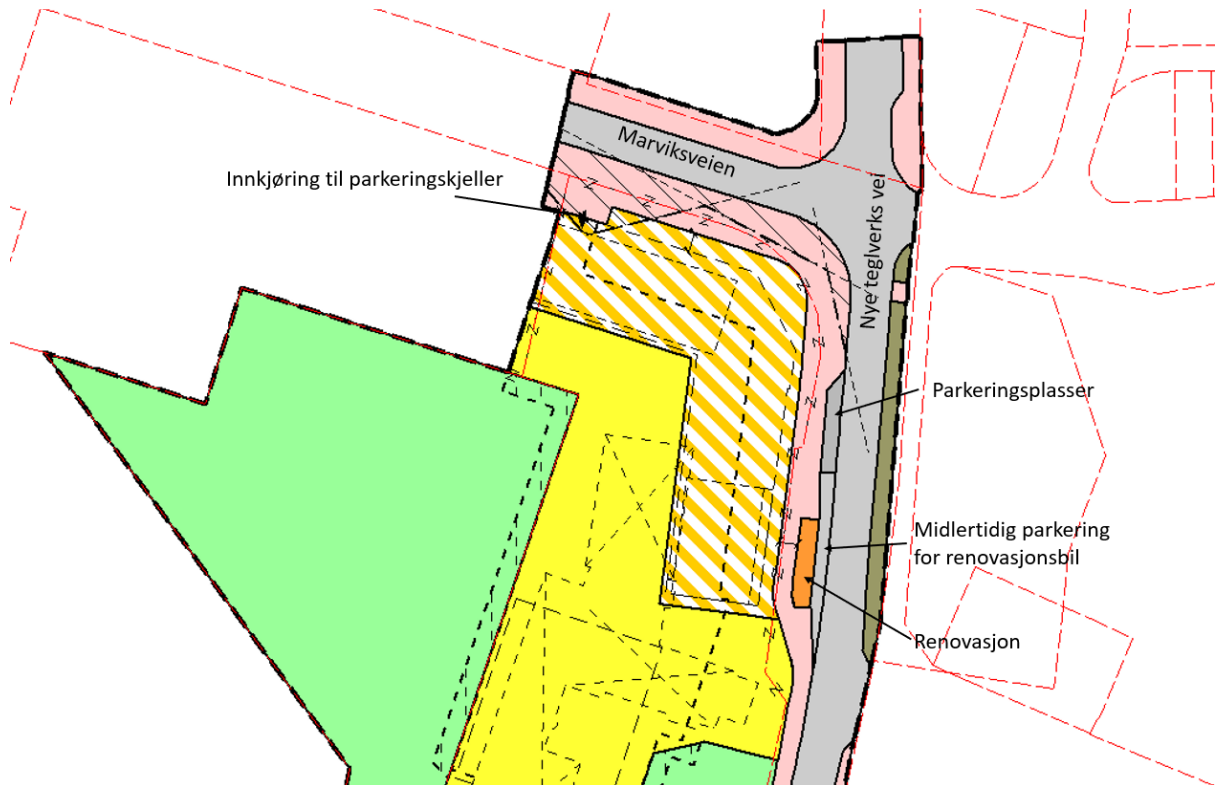 Marviksveien
Innkjøring til parkeringskjeller
Nye teglverks vei
Parkeringsplasser
Midlertidig parkering
for renovasjonsbil
Renovasjon